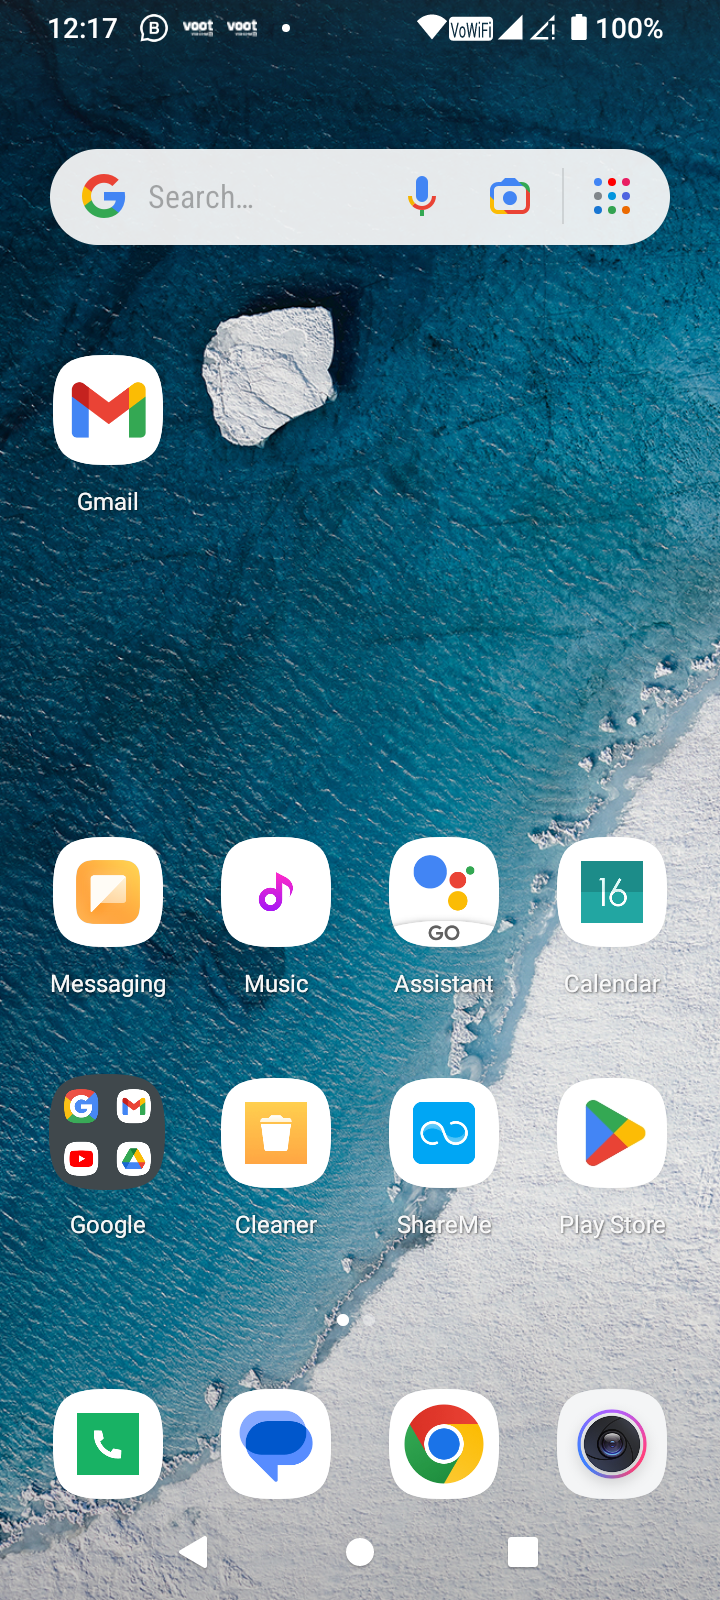 12:17 B voot voot VoWiFi 100%
Search...
Gmail
16
GO
Messaging Music Assistant Calendar
Google Cleaner ShareMe Play Store